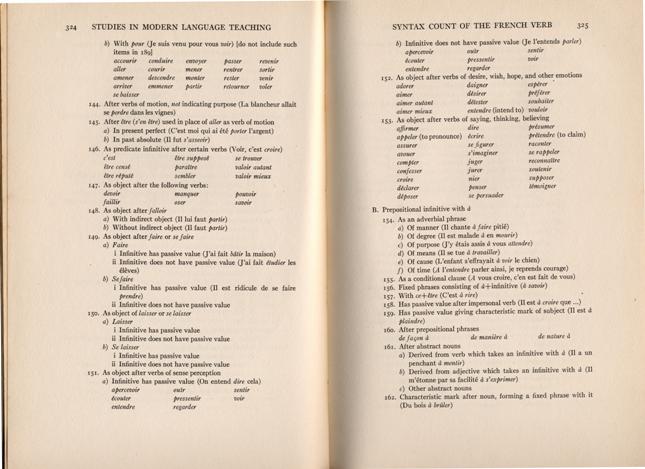 324 STUDIES IN MODERN LANGUAGE TEACHING
b) With pour (Je suis venu pour vous voir) [do not include such
items in 189]
accourir conduire envoyer passer revenir
aller courir mener rentrer sortir
amener descendre monter rester venir
arriver emmener partir retourner voler
se baisser
144. After verbs of motion, not indicating purpose (La blancheur allait
se perdre dans les vignes)
145. After être (s'en être) used in place of aller as verb of motion
a) In present perfect (C'est moi qui ai été porter l'argent)
b) In past absolute (Il fut s'asseoir)
146. As predicate infinitive after certain verbs (Voir, c'est croire)
c'est être supposé se trouver
être censé paraître valoir autant
être réputé sembler valoir mieux
147. As object after the following verbs:
devoir manquer pouvoir
faillir oser savoir
148. As object after falloir
a) With indirect object (Il lui faut partir)
b) Without indirect object (Il faut partir)
149. As object after faire or se faire
a) Faire
i Infinitive has passive value (J'ai fait bâtir la maison)
ii Infinitive does not have passive value (J'ai fait étudier les
élèves)
b) Se faire
i Infinitive has passive value (Il est ridicule de se faire
prendre)
ii Infinitive does not have passive value
150. As object of laisser or se laisser
a) Laisser
i Infinitive has passive value
ii Infinitive does not have passive value
b) Se laisser
i Infinitive has passive value
ii Infinitive does not have passive value
151. As object after verbs of sense perception
a) Infinitive has passive value (On entend dire cela)
apercevoir ouïr sentir
écouter pressentir voir
entendre regarder
SYNTAX COUNT OF THE FRENCH VERB 325
b) Infinitive does not have passive value (Je l'entends parler)
apercevoir ouïr sentir
écouter pressentir voir
entendre regarder
152. As object after verbs of desire, wish, hope, and other emotions
adorer daigner espérer
aimer désirer préférer
aimer autant détester souhaiter
aimer mieux entendre (intend to) vouloir
153. As object after verbs of saying, thinking, believing
affirmer dire présumer
appeler (to pronounce) écrire prétendre (to claim)
assurer se figurer raconter
avouer s'imaginer se rappeler
compter juger reconnaître
confesser jurer soutenir
croire nier supposer
déclarer penser témoigner
déposer se persuader
B. Prepositional infinitive with à
154. As an adverbial phrase
a) Of manner (Il chante à faire pitié)
b) Of degree (Il est malade à en mourir)
c) Of purpose (J'y étais assis à vous attendre)
d) Of means (Il se tue à travailler)
e) Of cause (L'enfant s'effrayait à voir le chien)
f) Of time (A l'entendre parler ainsi, je reprends courage)
155. As a conditional clause (A vous croire, c'en est fait de vous)
156. Fixed phrases consisting of à+infinitive (à savoir)
157. With ce+être (C'est à rire)
158. Has passive value after impersonal verb (Il est à croire que ...)
159. Has passive value giving characteristic mark of subject (Il est à
plaindre)
160. After prepositional phrases
de façon à de manière à de nature à
161. After abstract nouns
a) Derived from verb which takes an infinitive with à (Il a un
penchant à mentir)
b) Derived from adjective which takes an infinitive with à (Il
m'étonne par sa facilité à s'exprimer)
c) Other abstract nouns
162. Characteristic mark after noun, forming a fixed phrase with it
(Du bois à brûler)